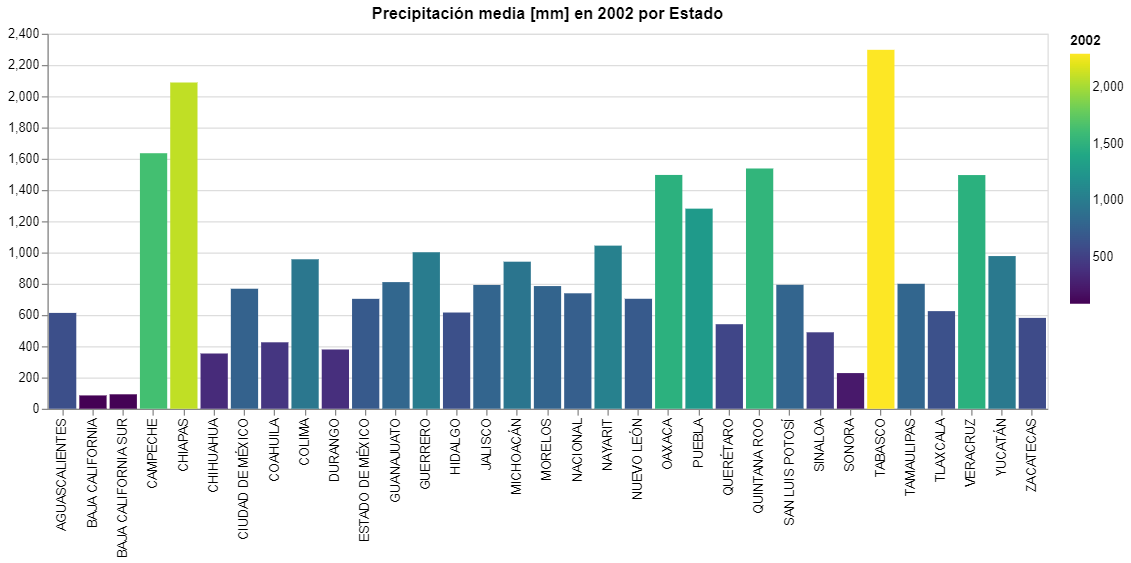 Precipitación media [mm] en 2002 por Estado
2002
2,400
2,200
2,000
1,800
1,600
1,400
1,200
1,000
800
600
400
200
0
2,000
1,500
1,000
500
AGUASCALIENTES
BAJA CALIFORNIA
BAJA CALIFORNIA SUR
CAMPECHE
CHIAPAS
CHIHUAHUA
CIUDAD DE MÉXICO
COAHUILA
COLIMA
DURANGO
ESTADO DE MÉXICO
GUANAJUATO
GUERRERO
HIDALGO
JALISCO
MICHOACÁN
MORELOS
NACIONAL
NAYARIT
NUEVO LEÓN
OAXACA
PUEBLA
QUERÉTARO
QUINTANA ROO
SAN LUIS POTOSÍ
SINALOA
SONORA
TABASCO
TAMAULIPAS
TLAXCALA
VERACRUZ
YUCATÁN
ZACATECAS